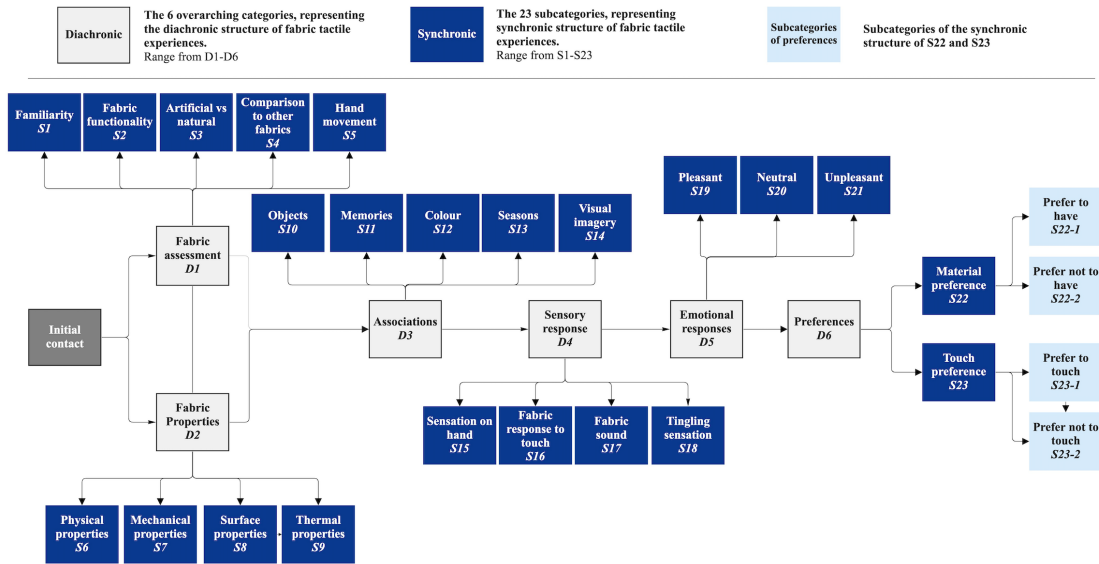 Diachronic
The 6 overarching categories, representing
the diachronic structure of fabric tactile
experiences.
Range from D1-D6
Synchronic
The 23 subcategories, representing
synchronic structure of fabric tactile
experiences.
Range from S1-S23
Subcategories
of preferences
Subcategories of the synchronic
structure of S22 and S23
Familiarity
S1
Fabric
functionality
S2
Artificial vs
natural
S3
Comparison
to other
fabrics
S4
Hand
movement
S5
Pleasant
S19
Neutral
S20
Unpleasant
S21
Objects
S10
Memories
S11
Colour
S12
Seasons
S13
Visual
imagery
S14
Prefer to
have
S22-1
Fabric
assessment
D1
Material
preference
S22
Prefer not to
have
S22-2
Initial
contact
Associations
D3
Sensory
response
D4
Emotional
responses
D5
Preferences
D6
Touch
preference
S23
Prefer to
touch
S23-1
Fabric
Properties
D2
Sensation on
hand
S15
Fabric
response to
touch
S16
Fabric
sound
S17
Tingling
sensation
S18
Prefer not to
touch
S23-2
Physical
properties
S6
Mechanical
properties
S7
Surface
properties
S8
Thermal
properties
S9